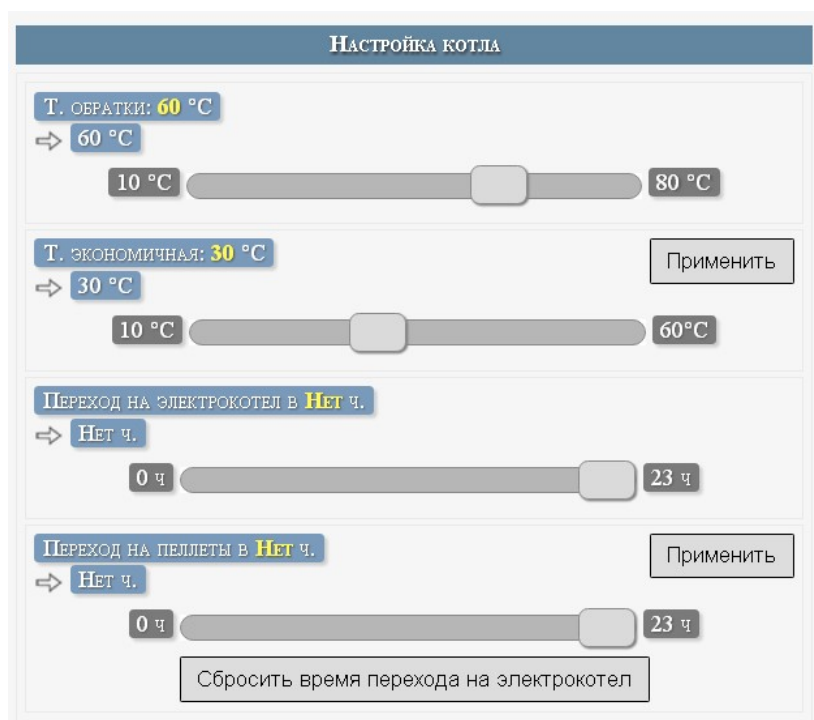 Настройка котла
Т. обратки: 60 °C
60 °C
10 °C 80 °C
Т. экономичная: 30 °C
Применить
30 °C
10 °C 60°C
Переход на электрокотел в Нет ч.
Нет ч.
0 ч 23 ч
Переход на пеллеты в Нет ч.
Применить
Нет ч.
0 ч 23 ч
Сбросить время перехода на электрокотел